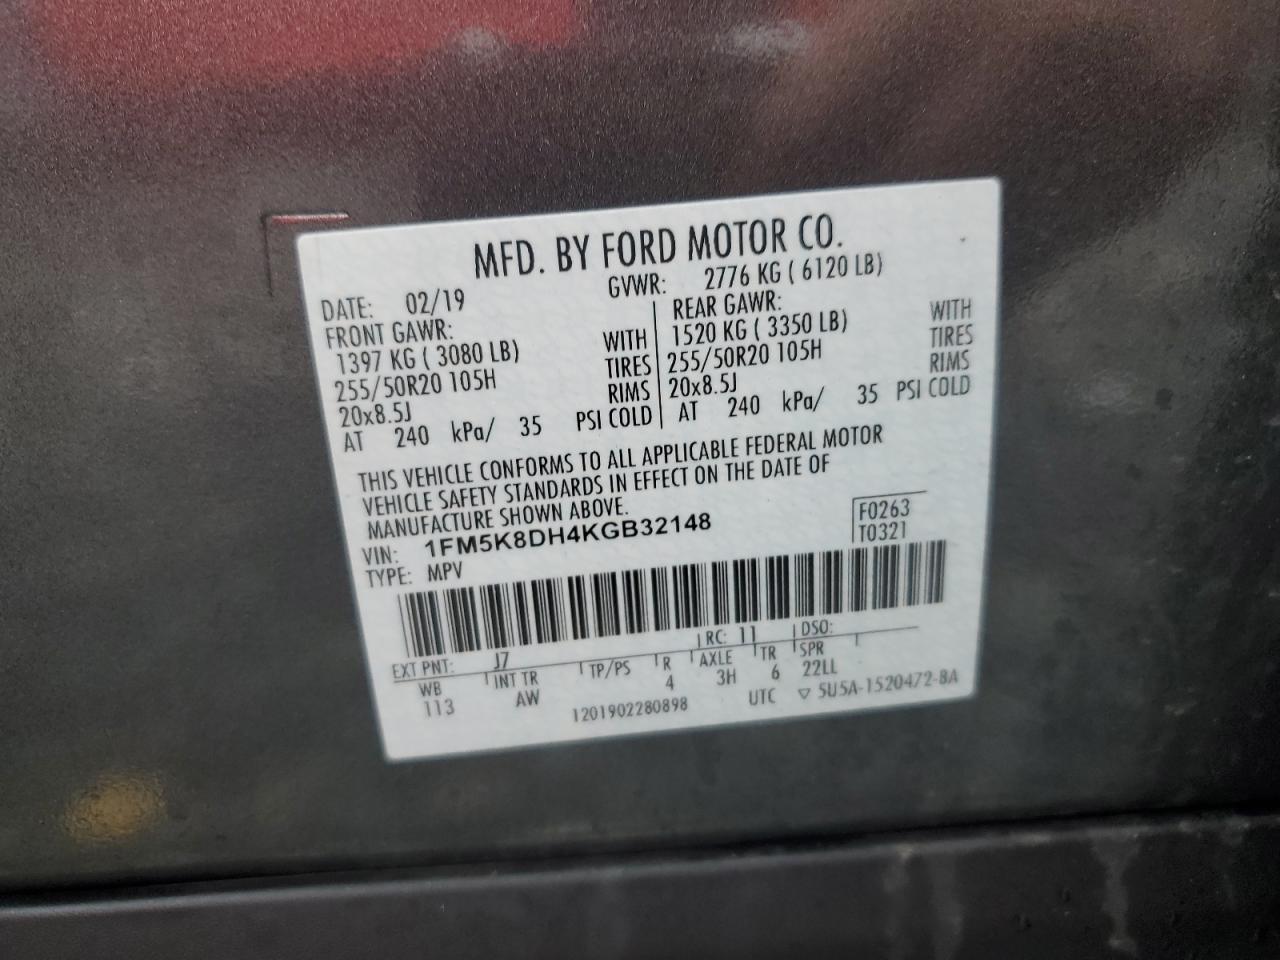 MFD. BY FORD MOTOR CO.
DATE: 02/19 GVWR: 2776 KG ( 6120 LB)
FRONT GAWR: REAR GAWR:
1397 KG ( 3080 LB) WITH 1520 KG ( 3350 LB) WITH
255/50R20 105H TIRES 255/50R20 105H TIRES
20x8.5J RIMS 20x8.5J RIMS
AT 240 kPa/ 35 PSI COLD AT 240 kPa/ 35 PSI COLD
THIS VEHICLE CONFORMS TO ALL APPLICABLE FEDERAL MOTOR
VEHICLE SAFETY STANDARDS IN EFFECT ON THE DATE OF
MANUFACTURE SHOWN ABOVE.
VIN: 1FM5K8DH4KGB32148 F0263
TYPE: MPV T0321
EXT PNT: J7 RC: 11 DSO:
WB INT TR TP/PS R AXLE TR SPR
113 AW 4 3H 6 22LL
1201902280898 UTC ▽ 5U5A-1520472-BA